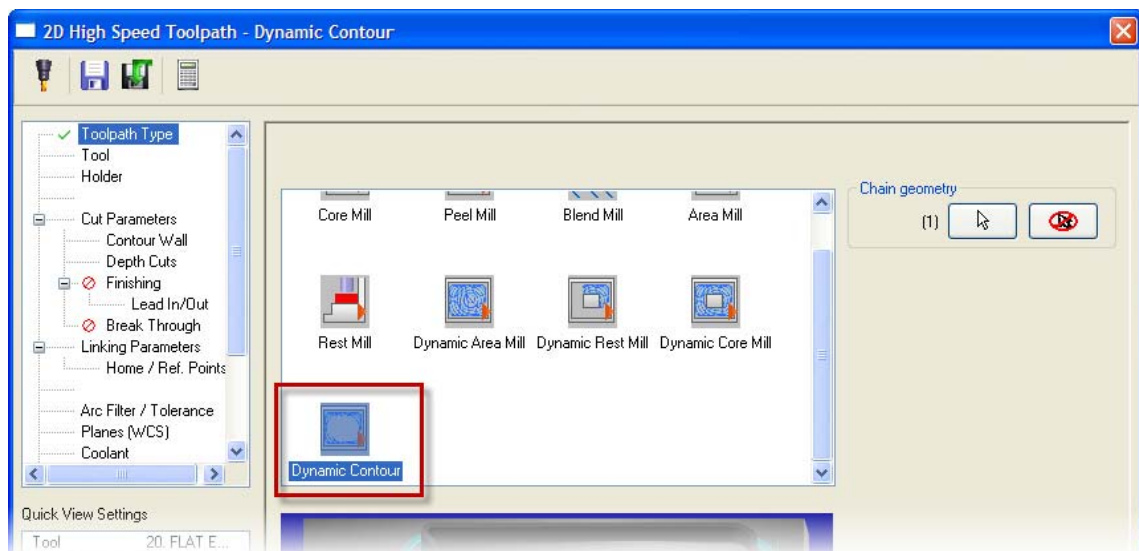 2D High Speed Toolpath - Dynamic Contour
Toolpath Type
Tool
Holder
Cut Parameters
Contour Wall
Depth Cuts
Finishing
Lead In/Out
Break Through
Linking Parameters
Home / Ref. Points
Arc Filter / Tolerance
Planes (WCS)
Coolant
Quick View Settings
Tool 20. FLAT E...
Core Mill Peel Mill Blend Mill Area Mill
Rest Mill Dynamic Area Mill Dynamic Rest Mill Dynamic Core Mill
Dynamic Contour
Chain geometry
(1)